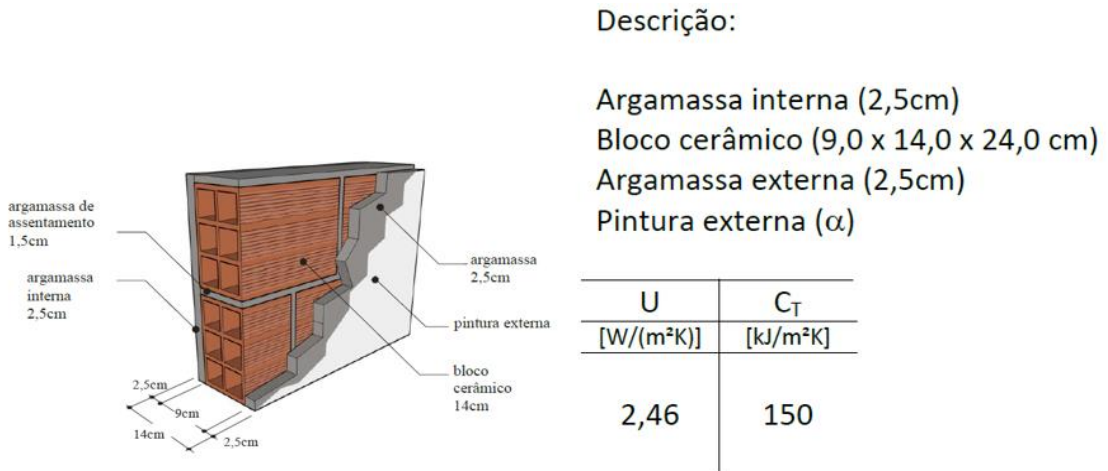 argamassa de
assentamento
1,5cm
argamassa
interna
2,5cm
2,5cm
9cm
14cm
2,5cm
argamassa
2,5cm
pintura externa
bloco
cerâmico
14cm
Descrição:
Argamassa interna (2,5cm)
Bloco cerâmico (9,0 x 14,0 x 24,0 cm)
Argamassa externa (2,5cm)
Pintura externa (α)
U C_T
[W/(m²K)] [kJ/m²K]
2,46 150